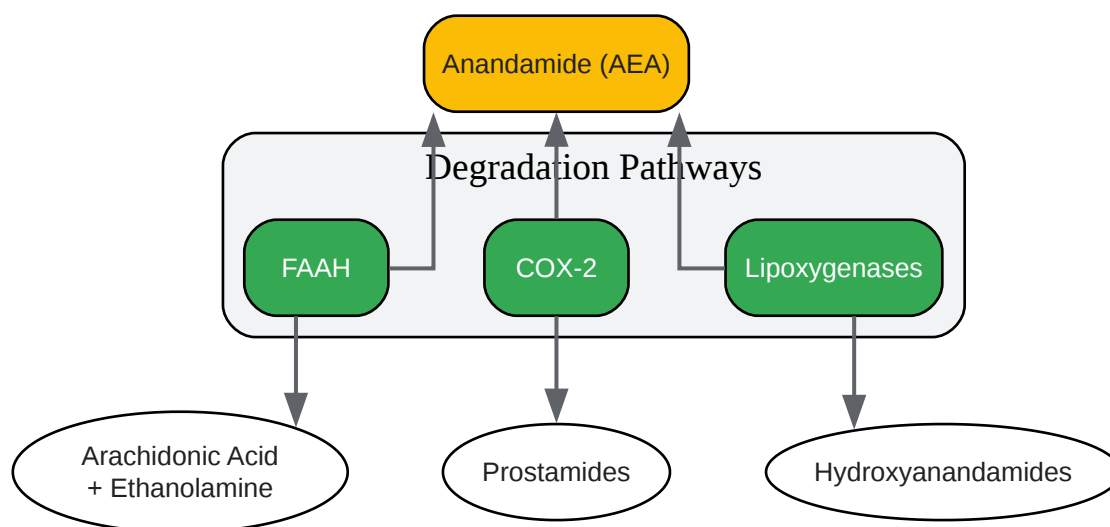 Anandamide (AEA)
Degradation Pathways
FAAH
COX-2
Lipoxygenases
Arachidonic Acid
+ Ethanolamine
Prostamides
Hydroxyanandamides